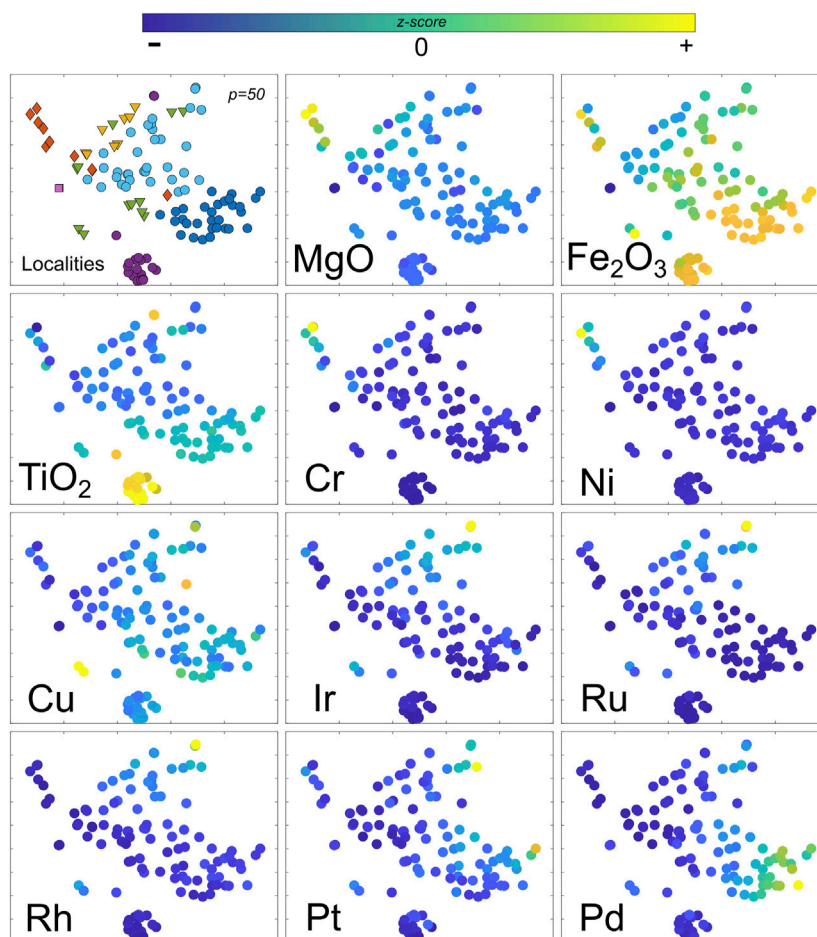 z-score
- 0 +
p=50
Localities
MgO
Fe₂O₃
TiO₂
Cr
Ni
Cu
Ir
Ru
Rh
Pt
Pd